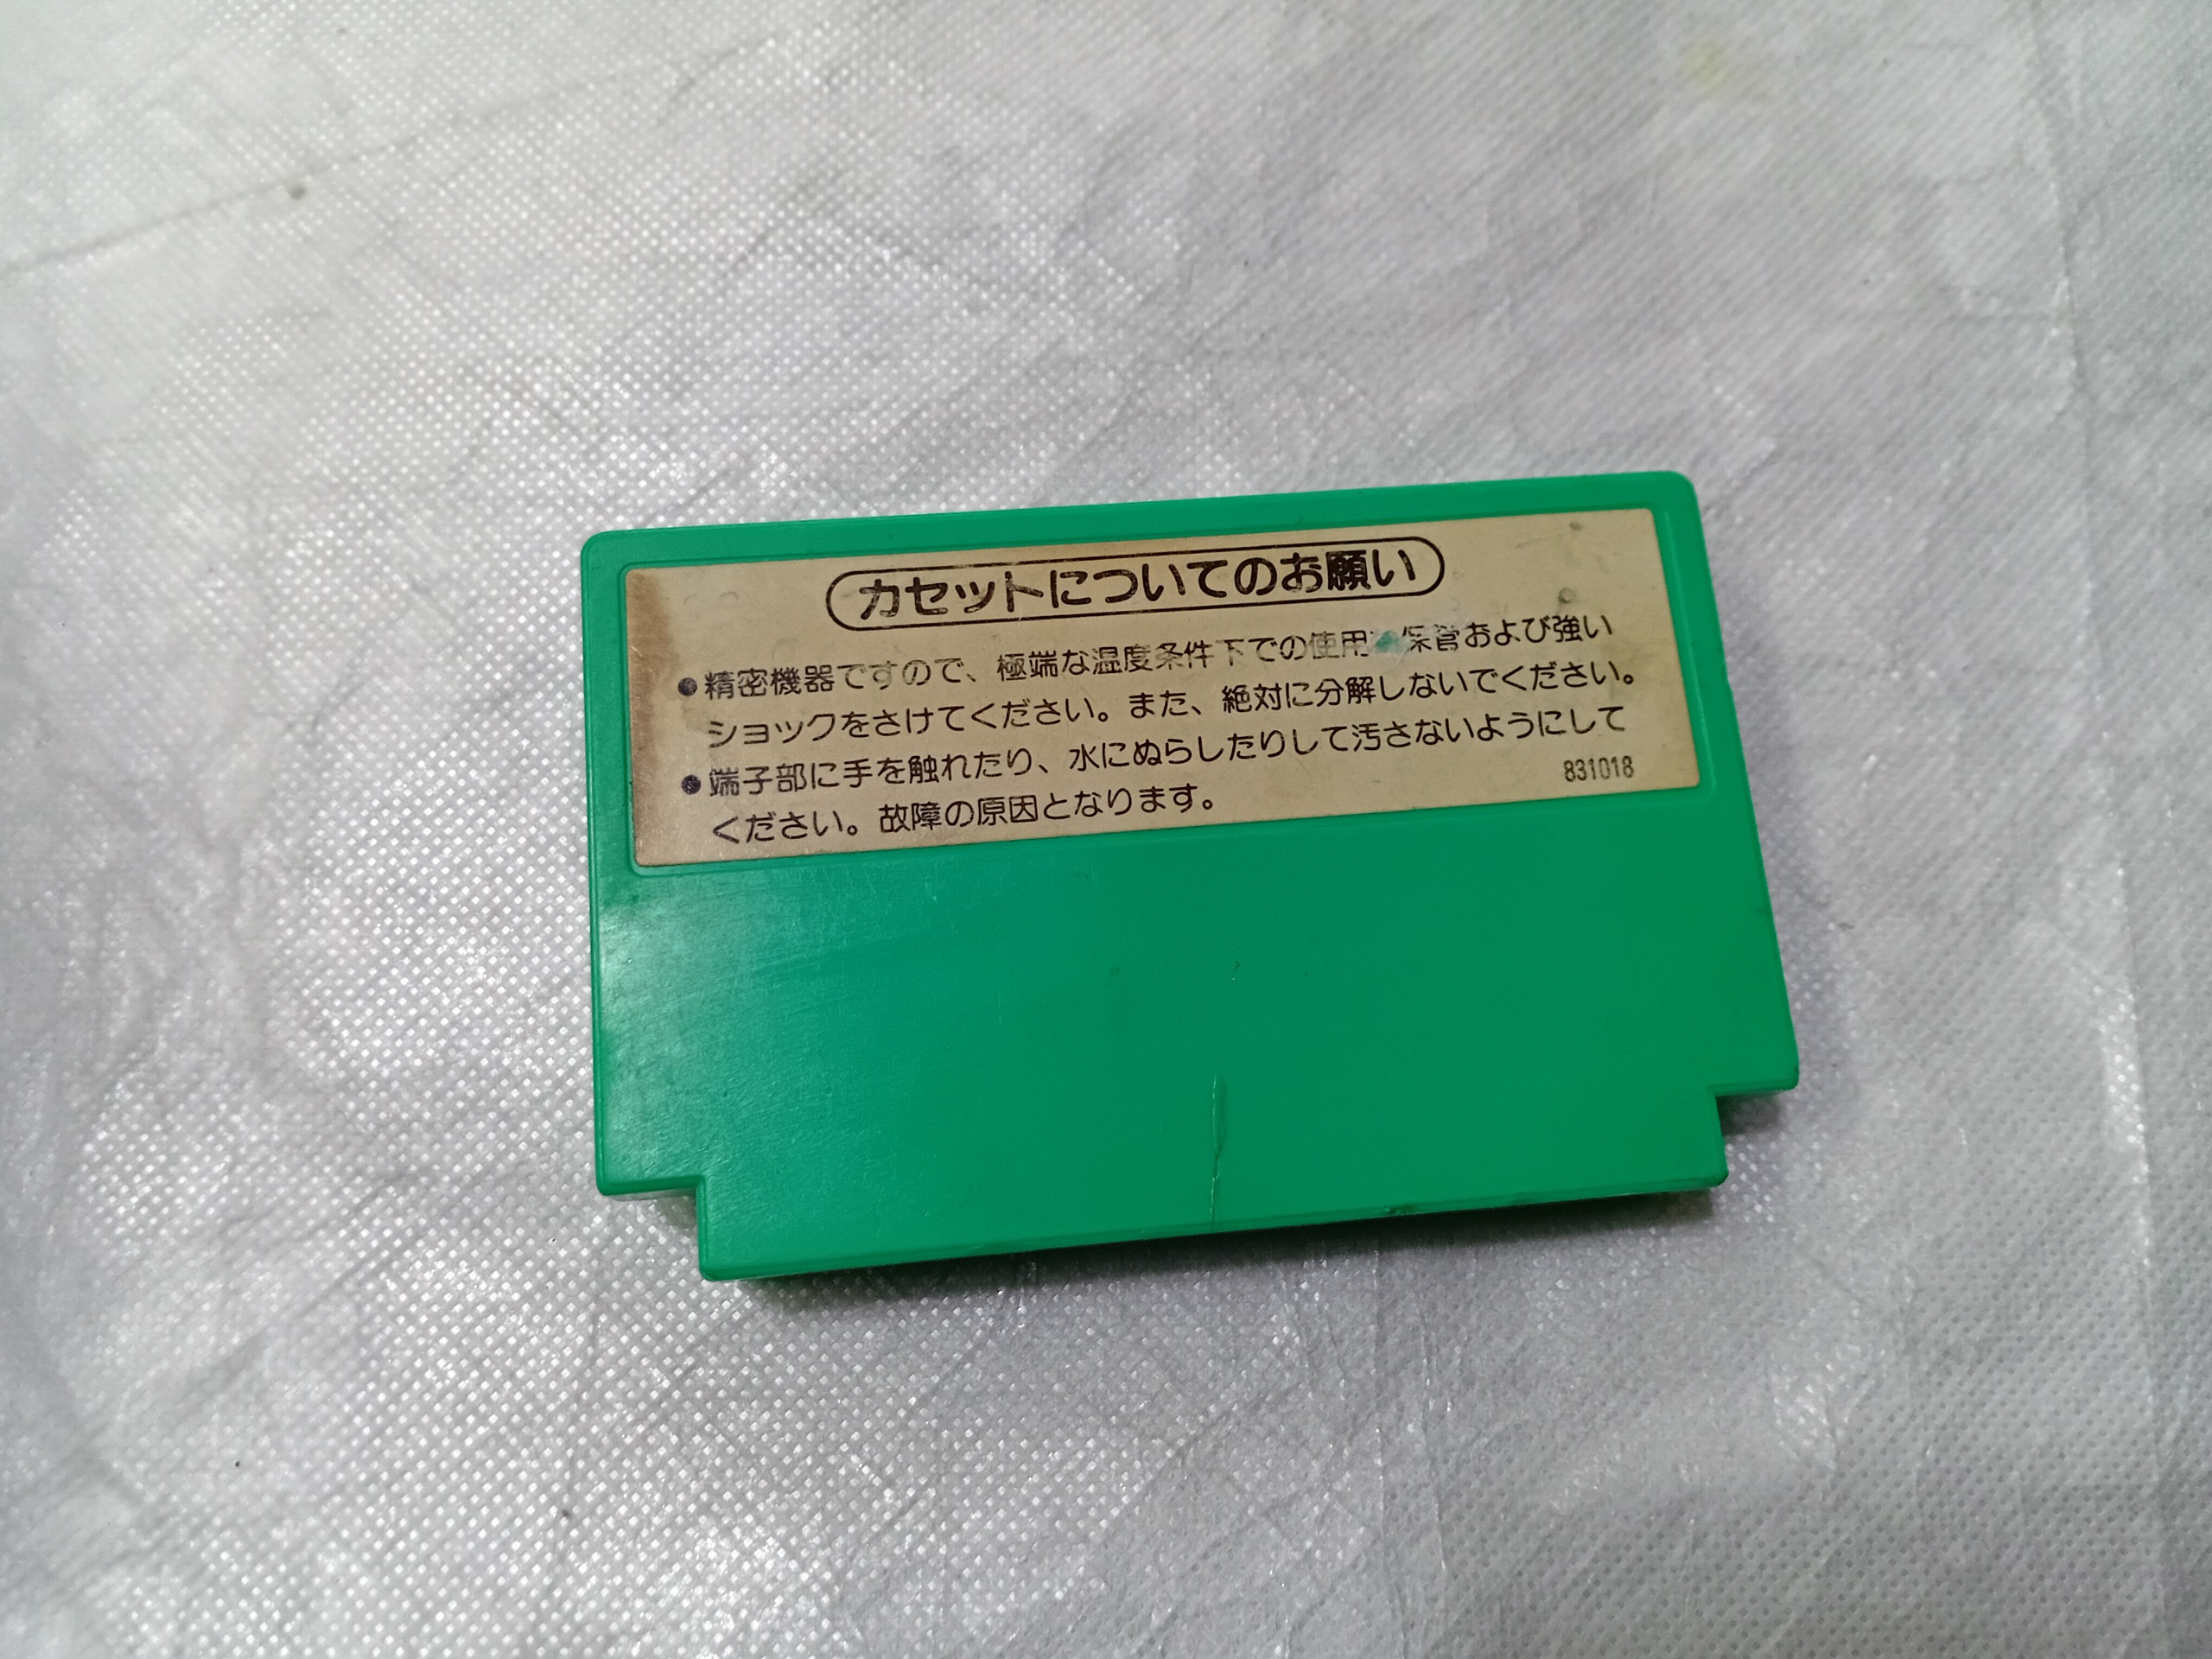 カセットについてのお願い
●精密機器ですので、極端な温度条件下での使用 保管および強い
ショックをさけてください。また、絶対に分解しないでください。
●端子部に手を触れたり、水にぬらしたりして汚さないようにして
ください。故障の原因となります。
831018